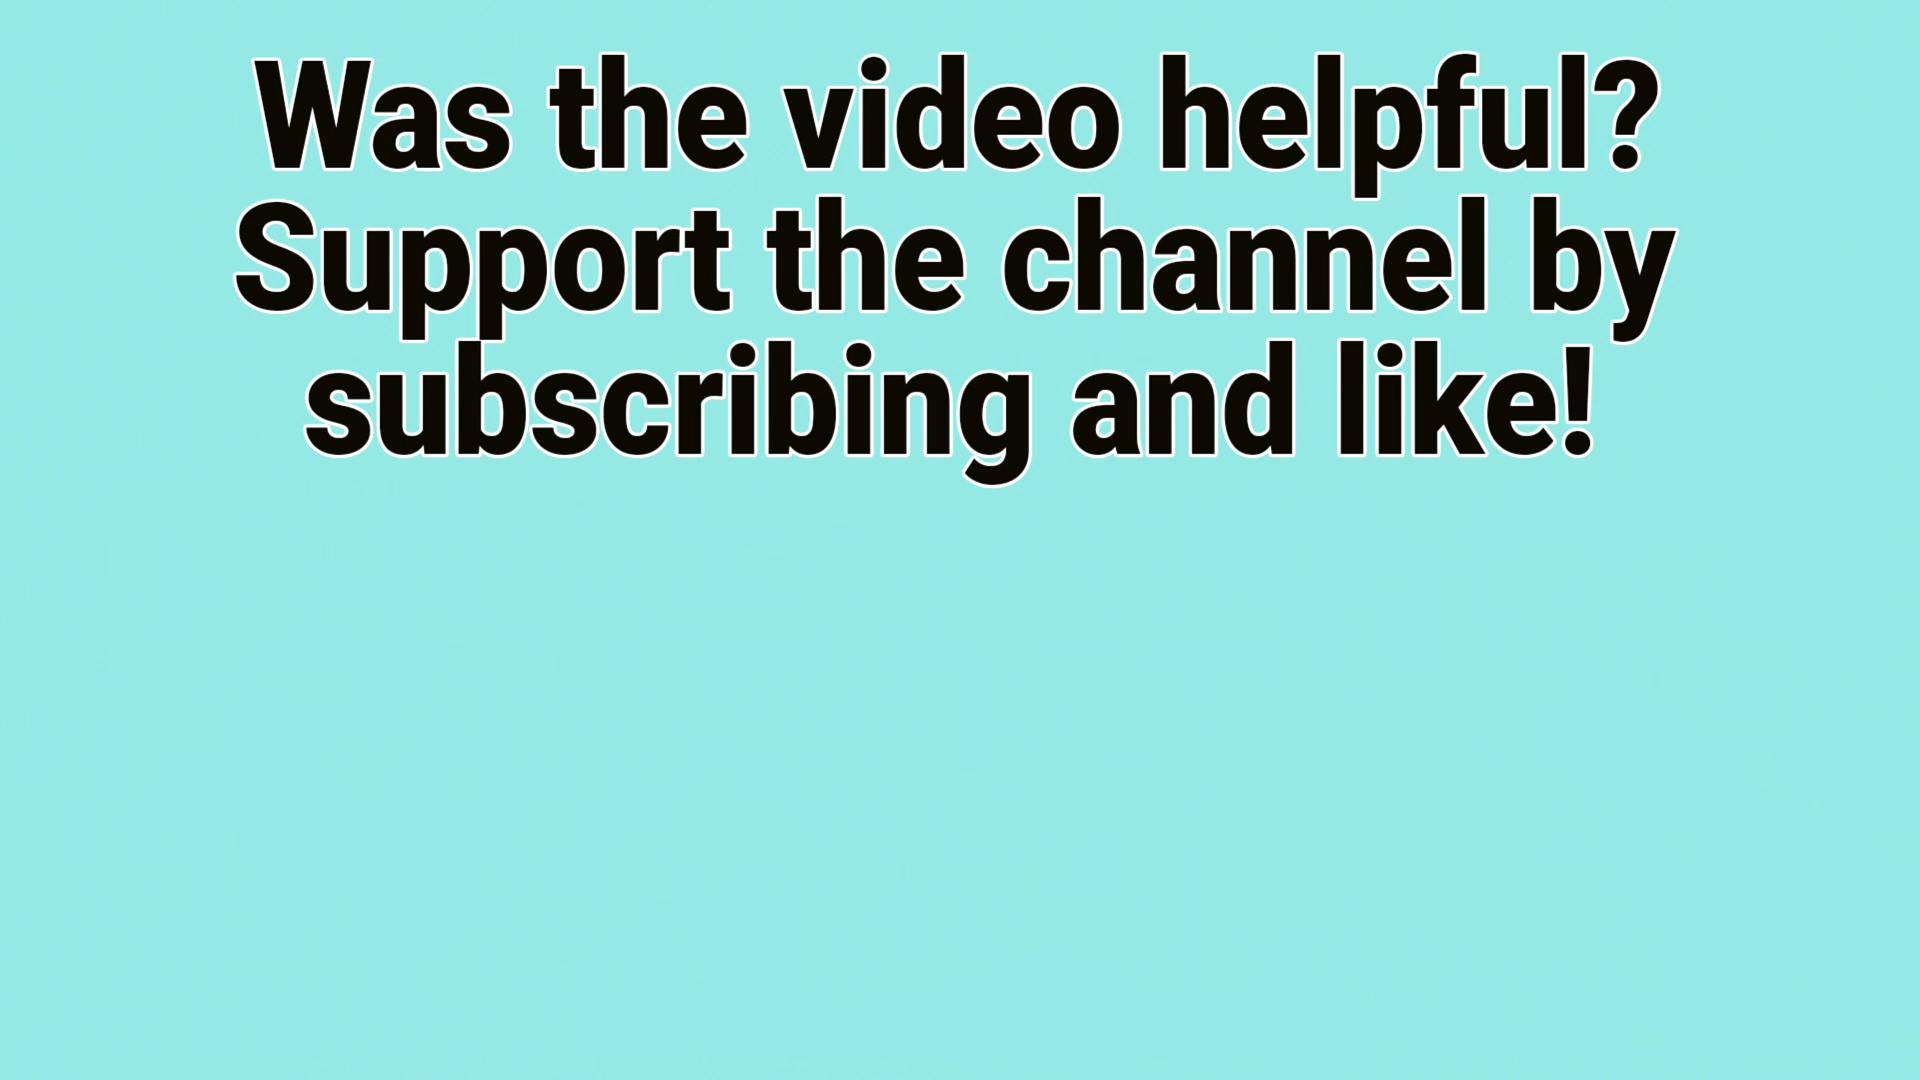 Was the video helpful?
Support the channel by
subscribing and like!